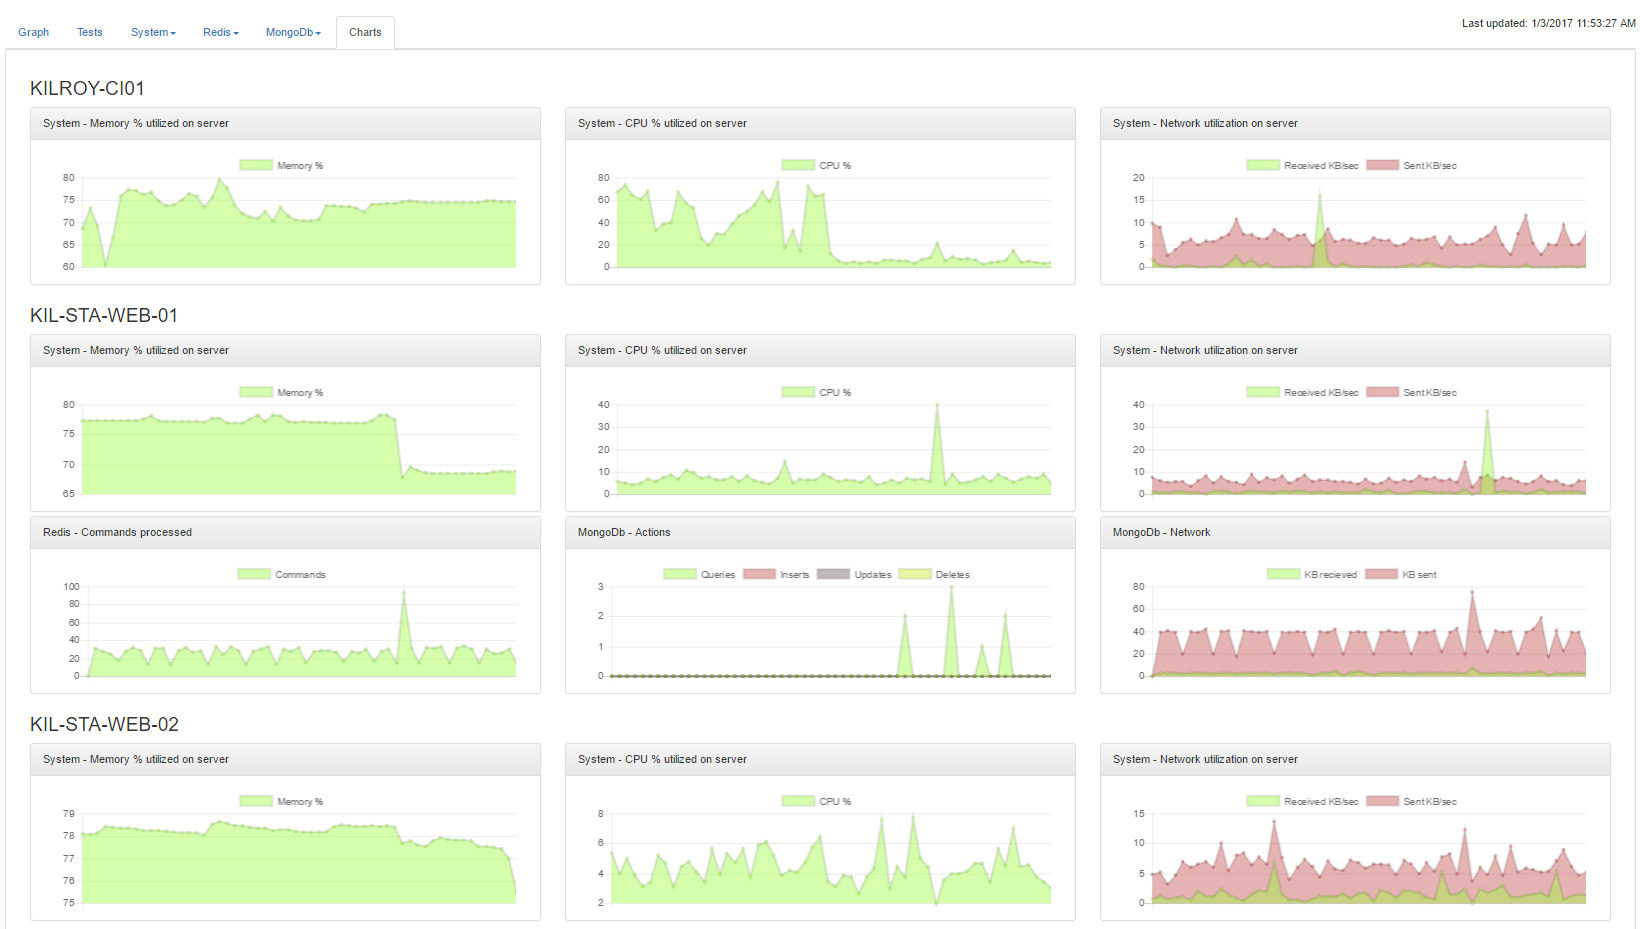 Last updated: 1/3/2017 11:53:27 AM
Graph Tests System Redis MongoDb Charts
KILROY-CI01
System - Memory % utilized on server
Memory %
80
75
70
65
60
System - CPU % utilized on server
CPU %
80
60
40
20
0
System - Network utilization on server
Received KB/sec Sent KB/sec
20
15
10
5
0
KIL-STA-WEB-01
System - Memory % utilized on server
Memory %
80
75
70
65
System - CPU % utilized on server
CPU %
40
30
20
10
0
System - Network utilization on server
Received KB/sec Sent KB/sec
40
30
20
10
0
Redis - Commands processed
Commands
100
80
60
40
20
0
MongoDb - Actions
Queries Inserts Updates Deletes
3
2
1
0
MongoDb - Network
KB recieved KB sent
80
60
40
20
0
KIL-STA-WEB-02
System - Memory % utilized on server
Memory %
79
78
77
76
75
System - CPU % utilized on server
CPU %
8
6
4
2
System - Network utilization on server
Received KB/sec Sent KB/sec
15
10
5
0